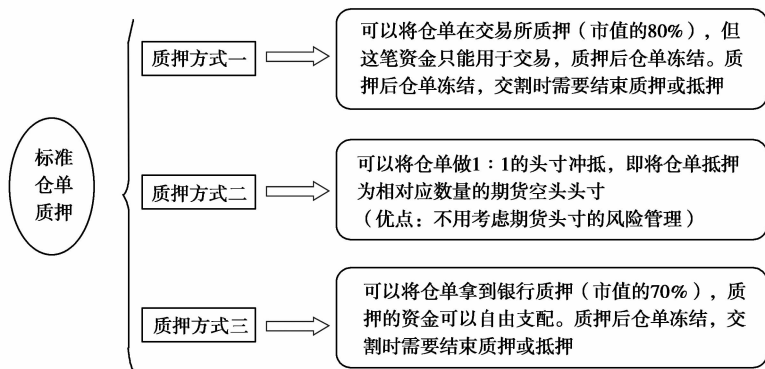 标准
仓单
质押
质押方式一
可以将仓单在交易所质押（市值的80%），但
这笔资金只能用于交易，质押后仓单冻结。质
押后仓单冻结，交割时需要结束质押或抵押
质押方式二
可以将仓单做1：1的头寸冲抵，即将仓单抵押
为相对应数量的期货空头头寸
（优点：不用考虑期货头寸的风险管理）
质押方式三
可以将仓单拿到银行质押（市值的70%），质
押的资金可以自由支配。质押后仓单冻结，交
割时需要结束质押或抵押